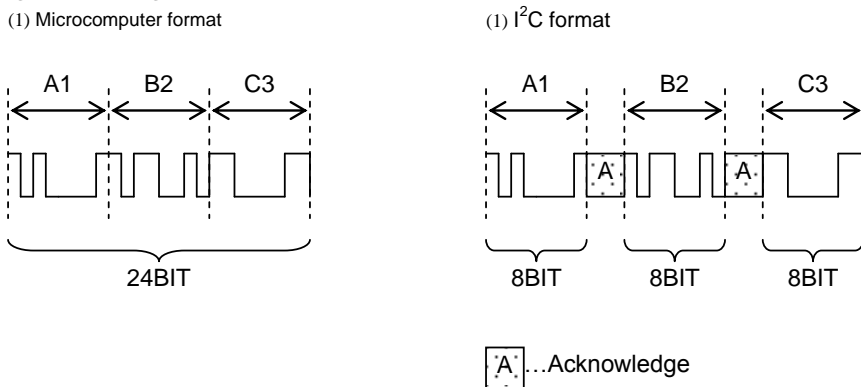 (1) Microcomputer format
(1) I²C format
A1 B2 C3
A1 B2 C3
A A
24BIT
8BIT 8BIT 8BIT
A ...Acknowledge